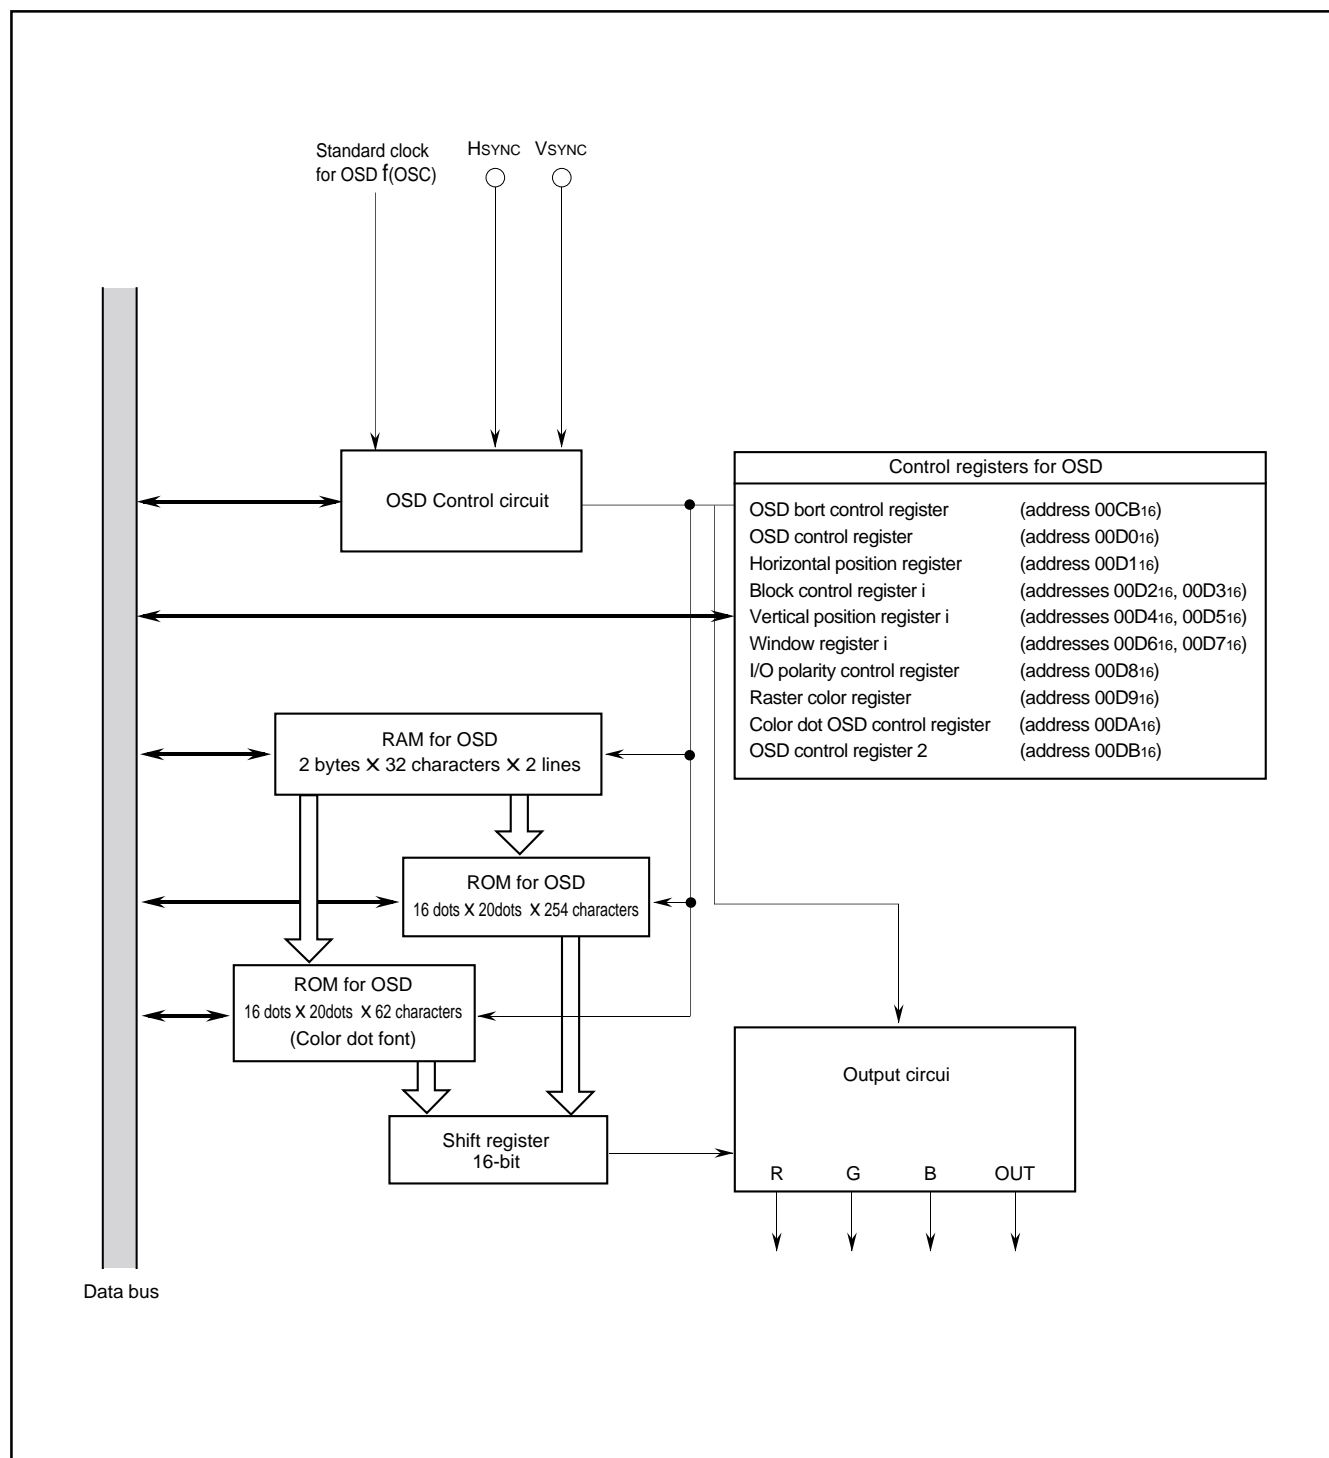 Standard clock
for OSD f(OSC)
HSYNC
VSYNC
OSD Control circuit
Control registers for OSD
OSD bort control register (address 00CB16)
OSD control register (address 00D016)
Horizontal position register (address 00D116)
Block control register i (addresses 00D216, 00D316)
Vertical position register i (addresses 00D416, 00D516)
Window register i (addresses 00D616, 00D716)
I/O polarity control register (address 00D816)
Raster color register (address 00D916)
Color dot OSD control register (address 00DA16)
OSD control register 2 (address 00DB16)
RAM for OSD
2 bytes X 32 characters X 2 lines
ROM for OSD
16 dots X 20dots X 254 characters
ROM for OSD
16 dots X 20dots X 62 characters
(Color dot font)
Shift register
16-bit
Output circui
R G B OUT
Data bus